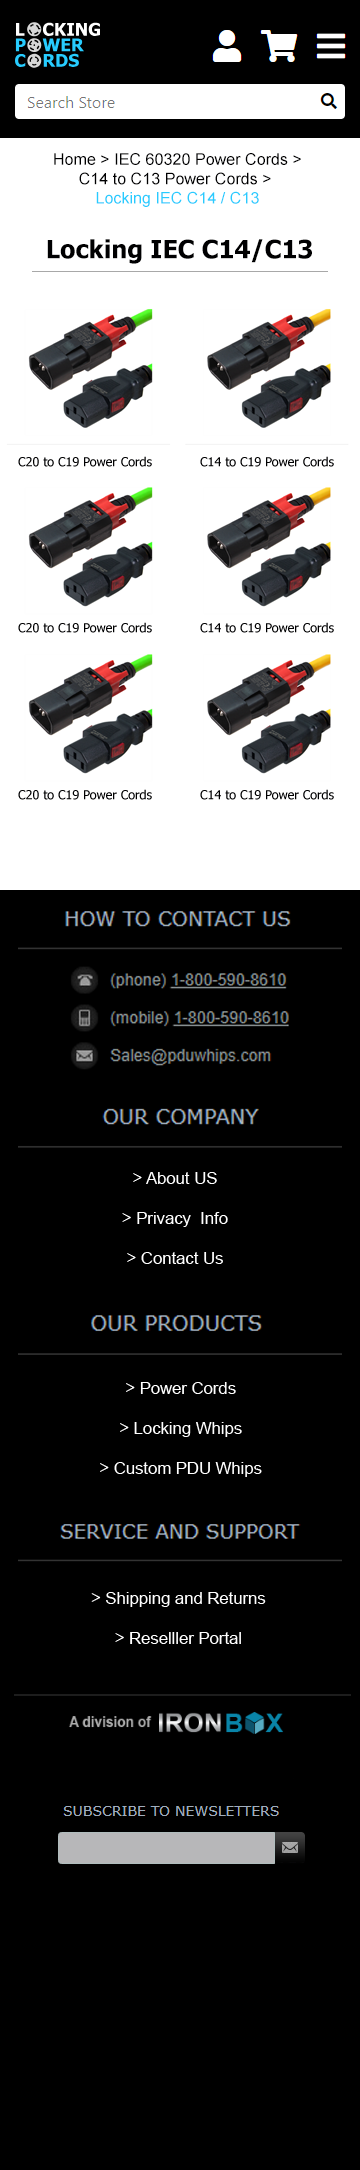 LOCKING
POWER
CORDS
Search Store
Home > IEC 60320 Power Cords >
C14 to C13 Power Cords >
Locking IEC C14 / C13
Locking IEC C14/C13
C20 to C19 Power Cords
C14 to C19 Power Cords
C20 to C19 Power Cords
C14 to C19 Power Cords
C20 to C19 Power Cords
C14 to C19 Power Cords
HOW TO CONTACT US
(phone) 1-800-590-8610
(mobile) 1-800-590-8610
Sales@pduwhips.com
OUR COMPANY
> About US
> Privacy  Info
> Contact Us
OUR PRODUCTS
> Power Cords
> Locking Whips
> Custom PDU Whips
SERVICE AND SUPPORT
> Shipping and Returns
> Reselller Portal
A division of IRONBOX
SUBSCRIBE TO NEWSLETTERS